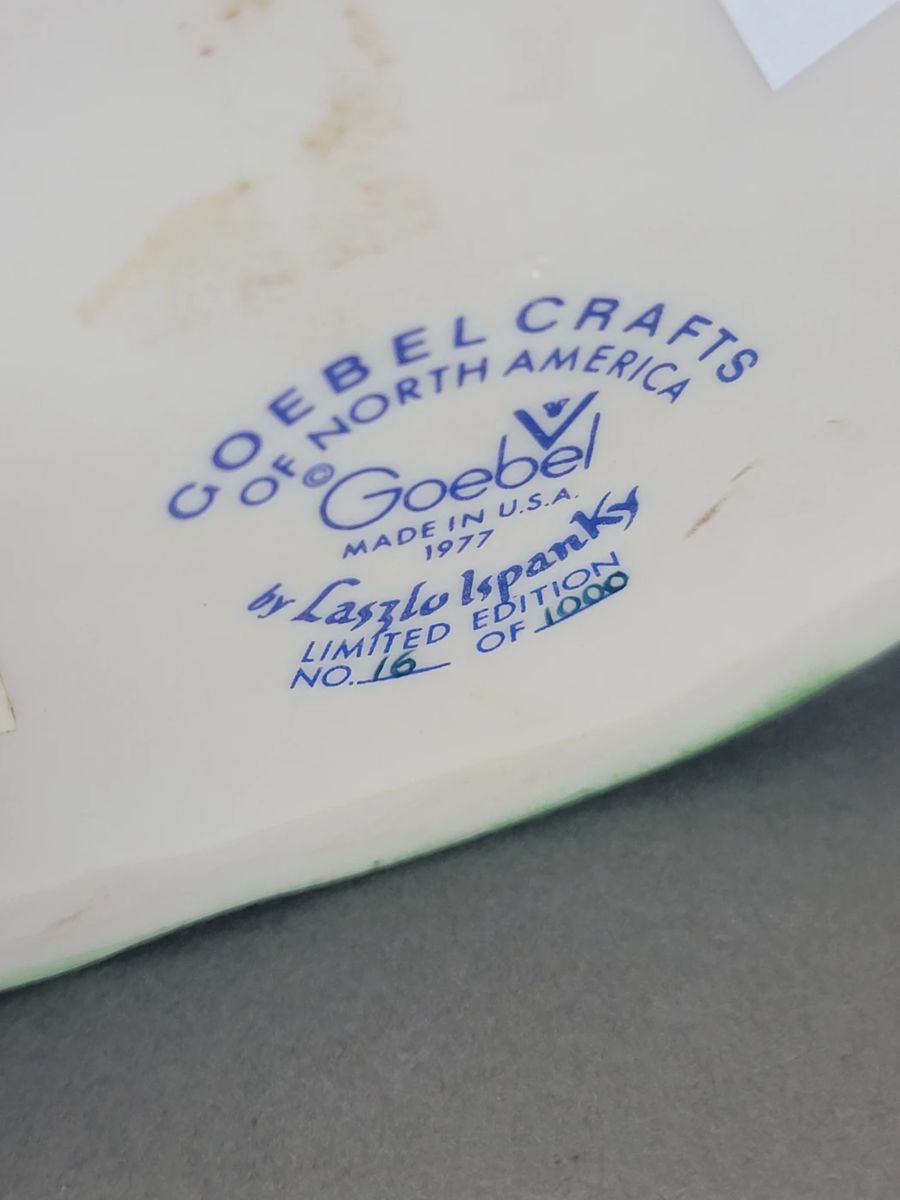 GOEBEL CRAFTS
OF NORTH AMERICA
© Goebel
MADE IN U.S.A.
1977
by Laszlo Ispanky
LIMITED EDITION
NO. 16 OF 1000